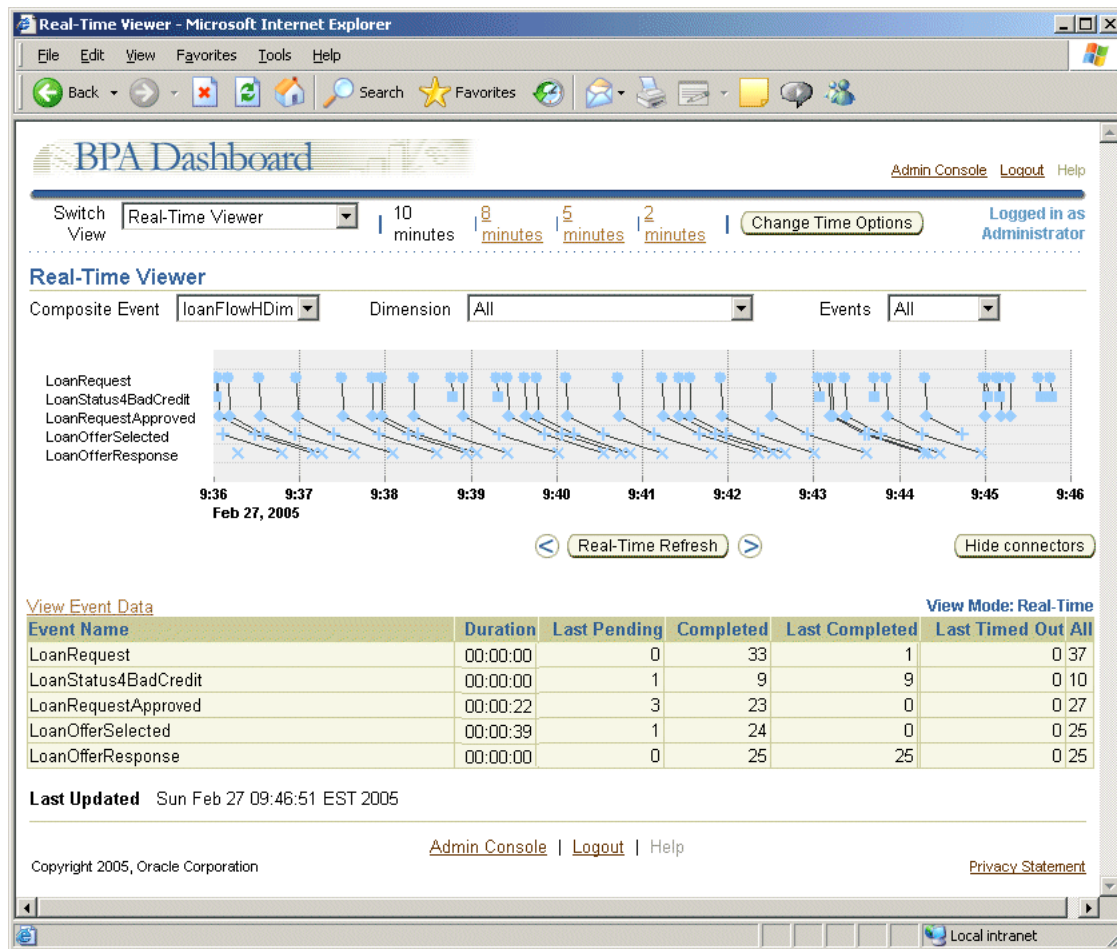 Real-Time Viewer - Microsoft Internet Explorer
File Edit View Favorites Tools Help
Back Search Favorites
BPA Dashboard
Admin Console Logout Help
Switch View Real-Time Viewer | 10 minutes | 8 minutes | 5 minutes | 2 minutes | Change Time Options Logged in as Administrator
Real-Time Viewer
Composite Event loanFlowHDim Dimension All Events All
LoanRequest
LoanStatus4BadCredit
LoanRequestApproved
LoanOfferSelected
LoanOfferResponse
9:36 9:37 9:38 9:39 9:40 9:41 9:42 9:43 9:44 9:45 9:46
Feb 27, 2005
< Real-Time Refresh > Hide connectors
View Event Data View Mode: Real-Time
Event Name Duration Last Pending Completed Last Completed Last Timed Out All
LoanRequest 00:00:00 0 33 1 0 37
LoanStatus4BadCredit 00:00:00 1 9 9 0 10
LoanRequestApproved 00:00:22 3 23 0 0 27
LoanOfferSelected 00:00:39 1 24 0 0 25
LoanOfferResponse 00:00:00 0 25 25 0 25
Last Updated Sun Feb 27 09:46:51 EST 2005
Admin Console | Logout | Help
Copyright 2005, Oracle Corporation Privacy Statement
Local intranet